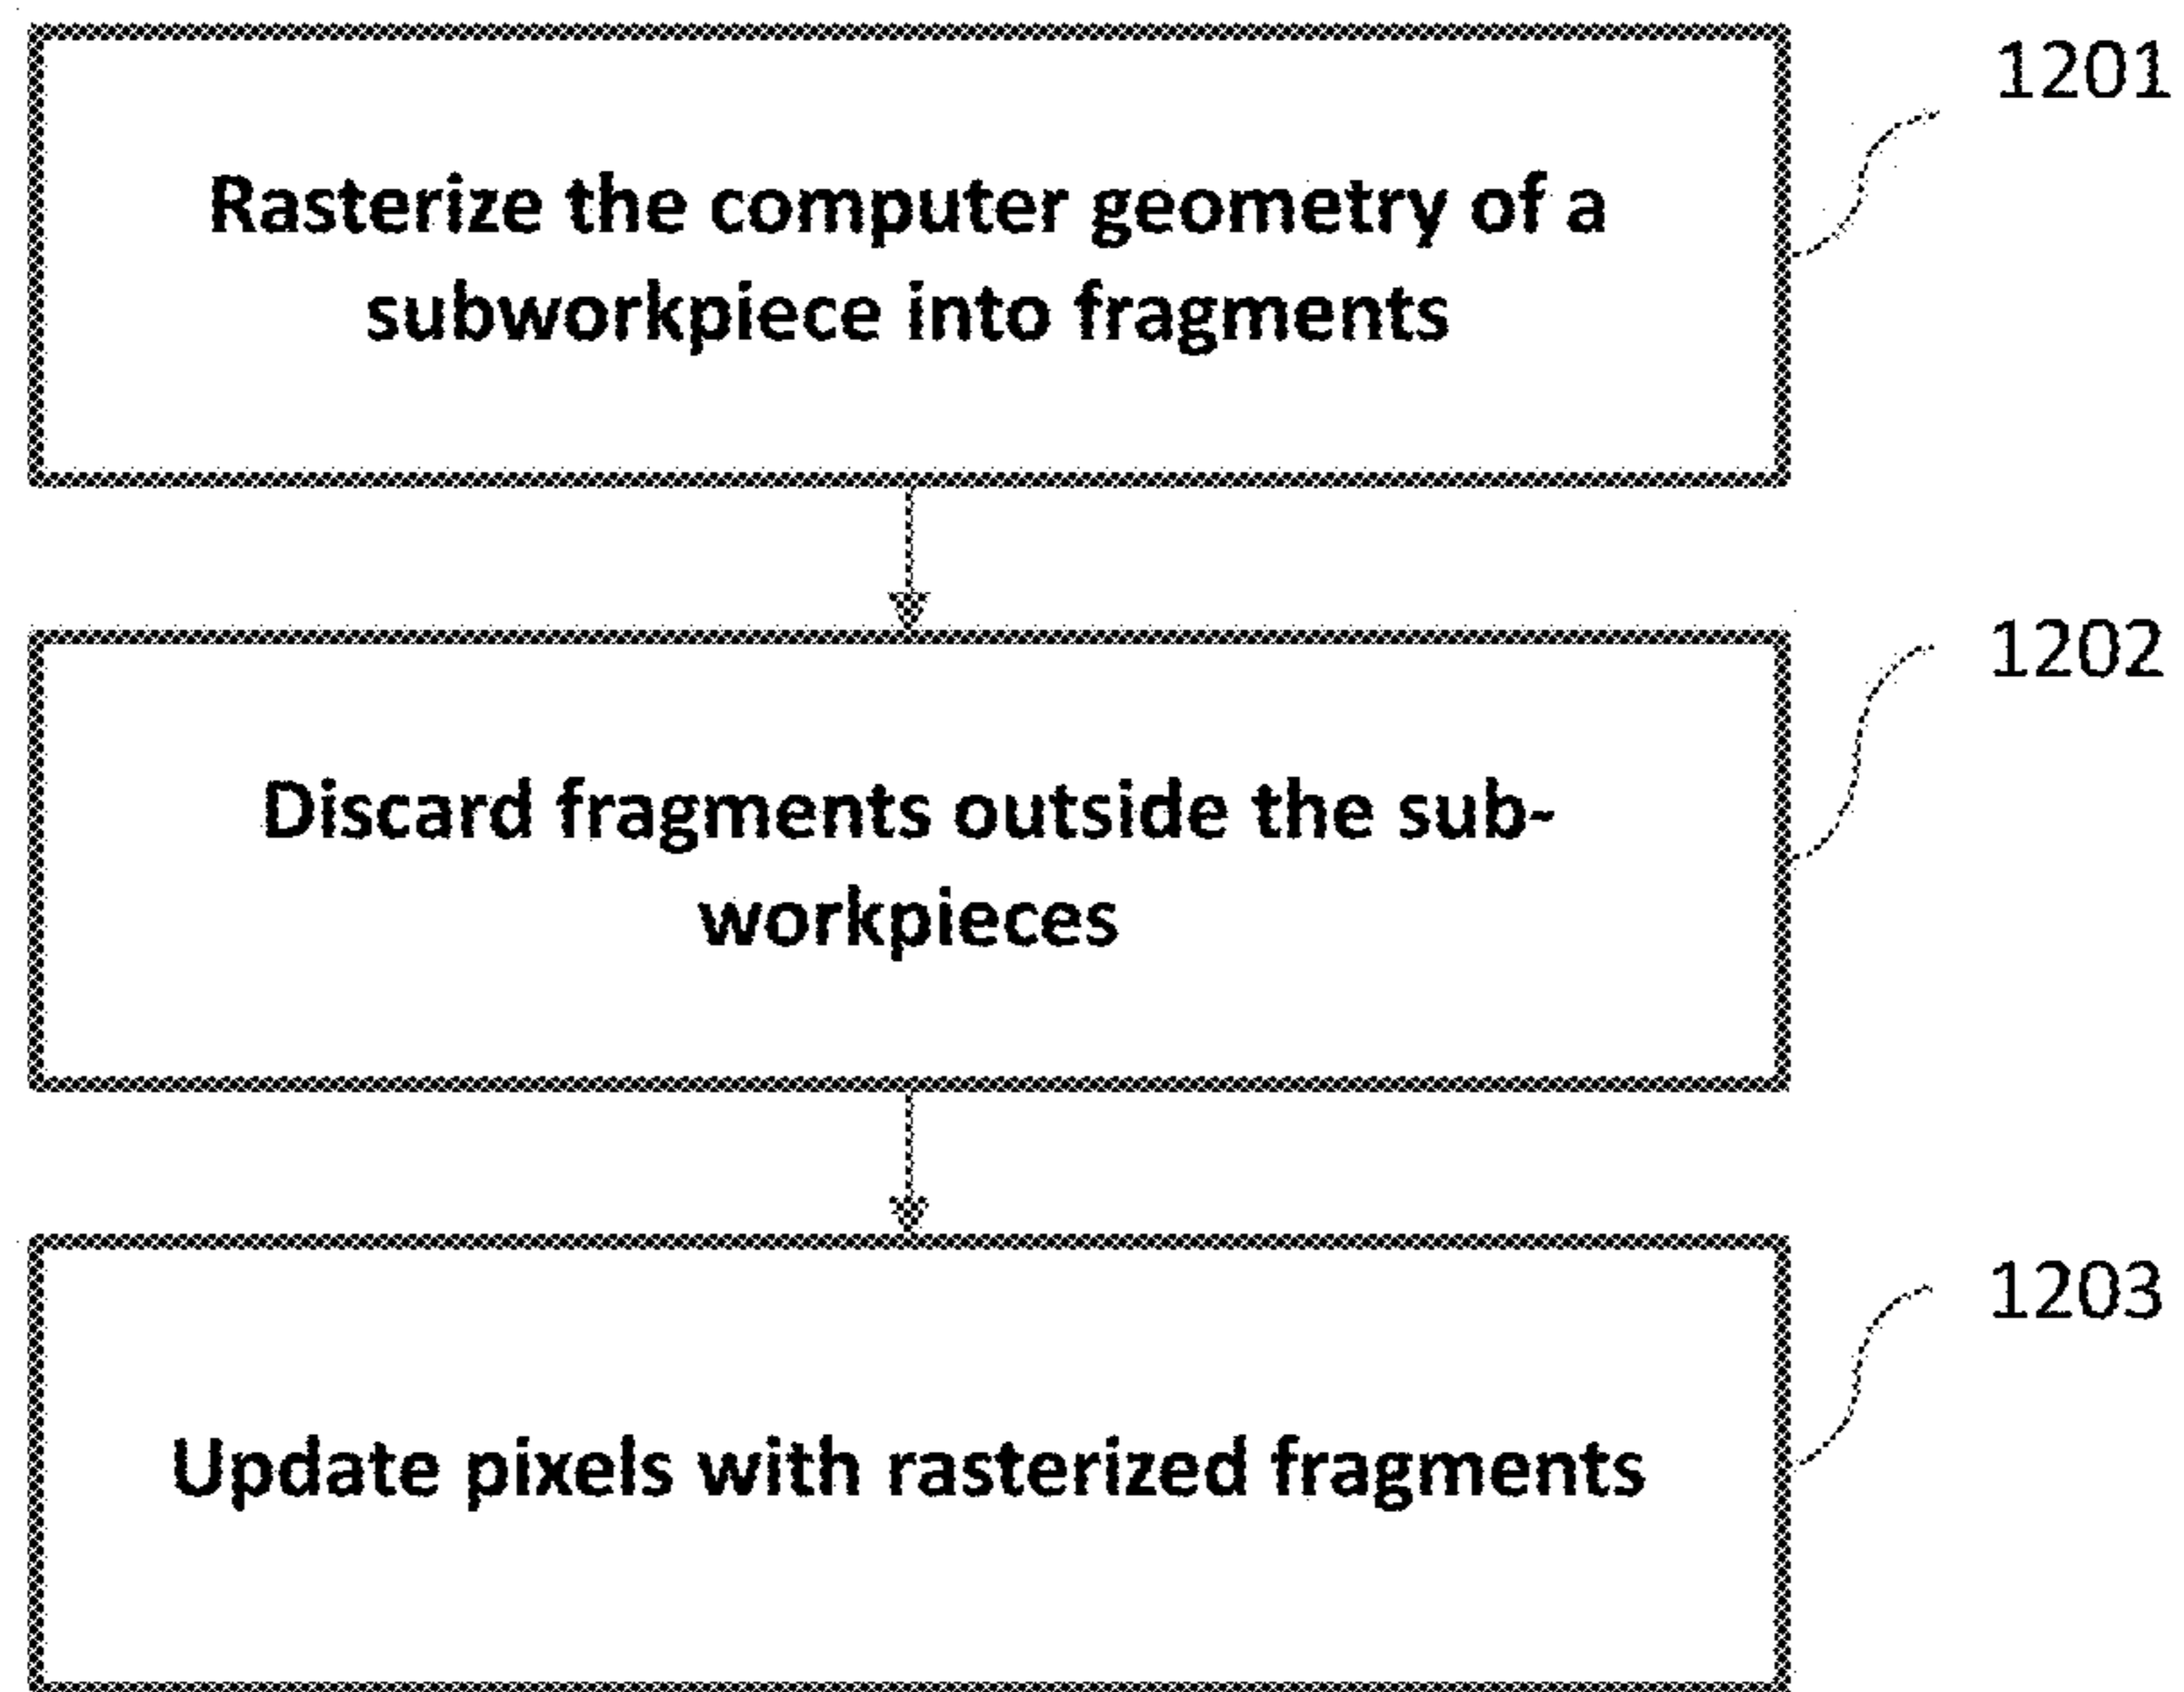 1201
Rasterize the computer geometry of a
subworkpiece into fragments
1202
Discard fragments outside the sub-
workpieces
1203
Update pixels with rasterized fragments